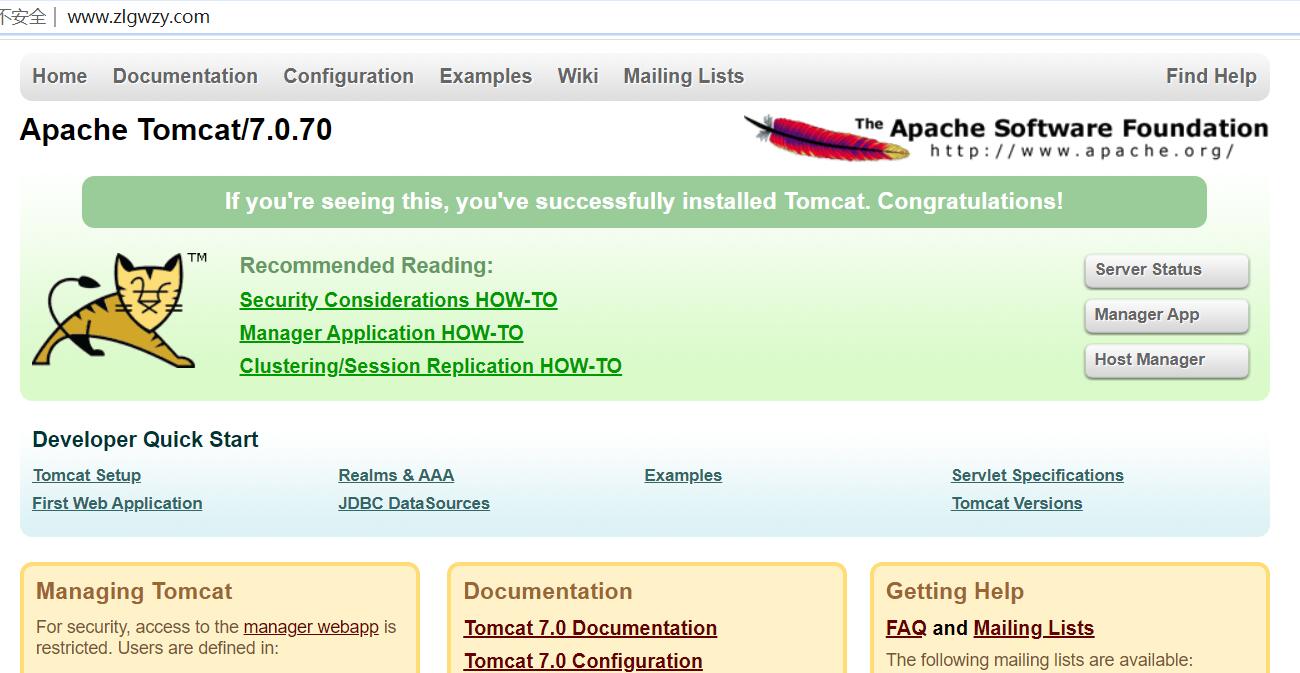 不安全 | www.zlgwzy.com
Home Documentation Configuration Examples Wiki Mailing Lists Find Help
Apache Tomcat/7.0.70
The Apache Software Foundation
http://www.apache.org/
If you're seeing this, you've successfully installed Tomcat. Congratulations!
TM
Recommended Reading:
Security Considerations HOW-TO
Manager Application HOW-TO
Clustering/Session Replication HOW-TO
Server Status
Manager App
Host Manager
Developer Quick Start
Tomcat Setup
First Web Application
Realms & AAA
JDBC DataSources
Examples
Servlet Specifications
Tomcat Versions
Managing Tomcat
For security, access to the manager webapp is
restricted. Users are defined in:
Documentation
Tomcat 7.0 Documentation
Tomcat 7.0 Configuration
Getting Help
FAQ and Mailing Lists
The following mailing lists are available: